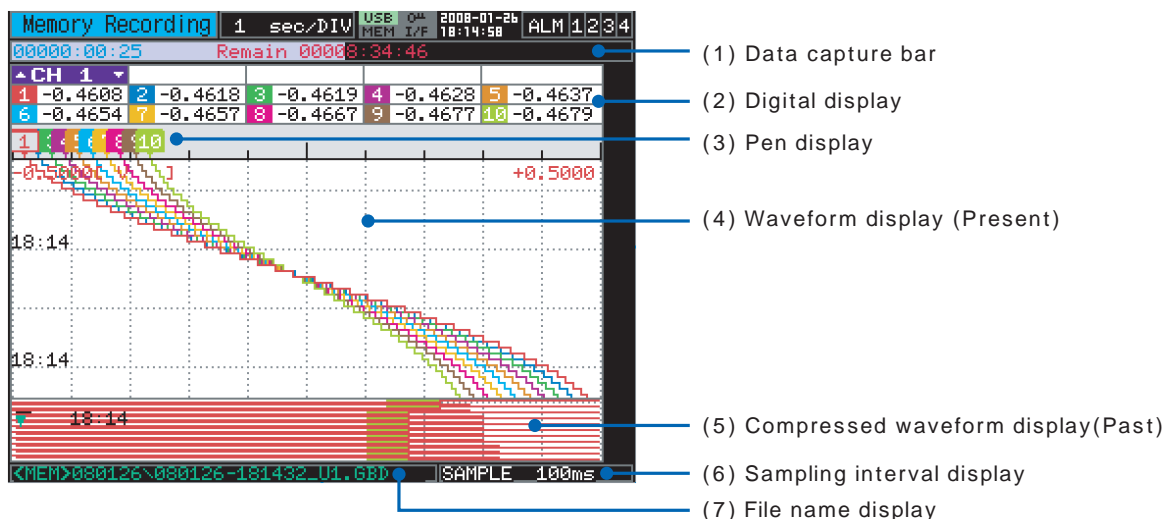 Memory Recording 1 sec/DIV USB MEM I/F 2008-01-26 18:14:58 ALM 1 2 3 4
00000:00:25 Remain 00008:34:46
(1) Data capture bar
CH 1
1 -0.4608 2 -0.4618 3 -0.4619 4 -0.4628 5 -0.4637
(2) Digital display
6 -0.4654 7 -0.4657 8 -0.4667 9 -0.4677 10 -0.4679
1 10
(3) Pen display
-0.5000 +0.5000
(4) Waveform display (Present)
18:14
18:14
18:14
(5) Compressed waveform display(Past)
<MEM>080126\080126-181432_U1.GBD SAMPLE 100ms
(6) Sampling interval display
(7) File name display